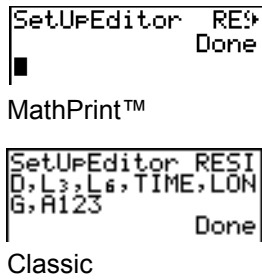 SetUpEditor RES
Done
MathPrint™
SetUpEditor RESI
D,L₃,L₆,TIME,LON
G,A123
Done
Classic